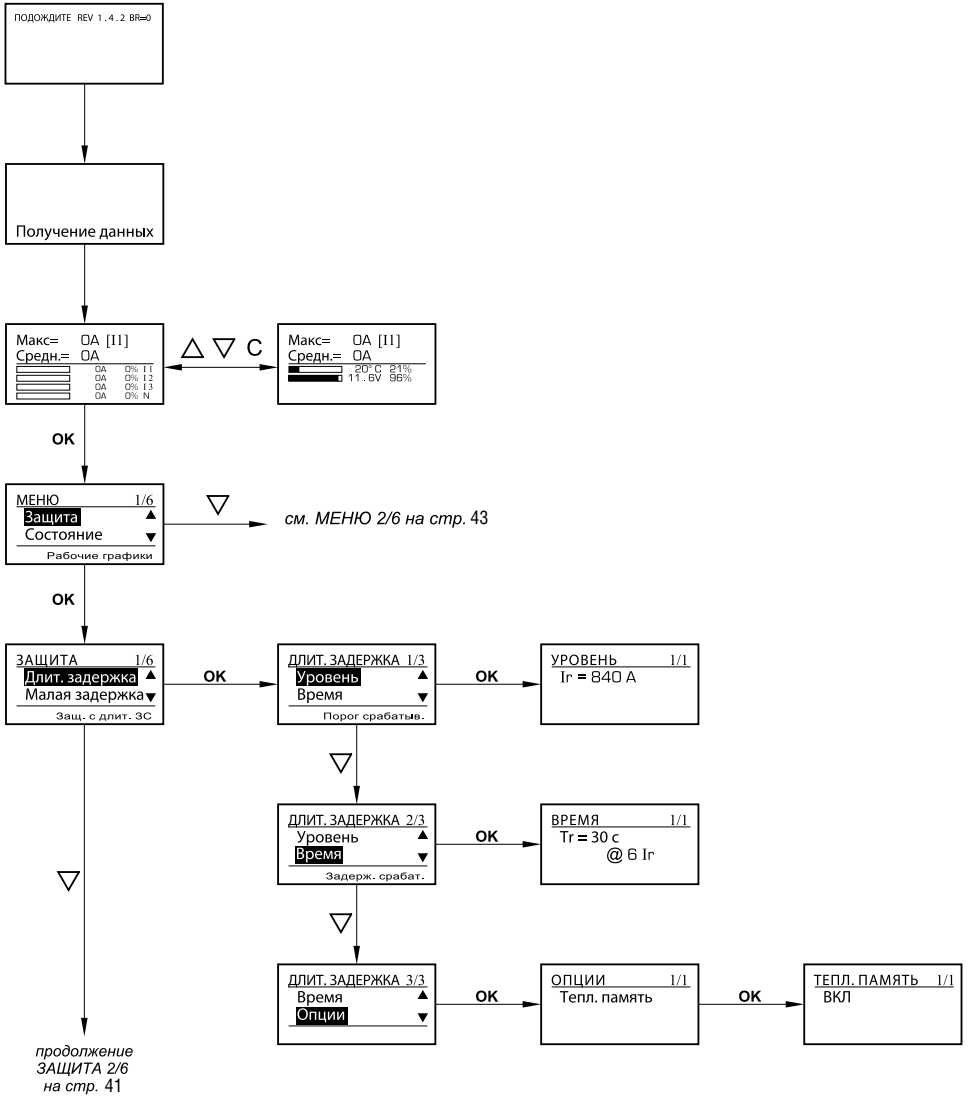 ПОДОЖДИТЕ REV 1.4.2 BR=0
Получение данных
Макс= 0A [I1]
Средн.= 0A
0A 0% I1
0A 0% I2
0A 0% I3
0A 0% N
C
Макс= 0A [I1]
Средн.= 0A
20°C 21%
11.6V 96%
OK
МЕНЮ 1/6
Защита
Состояние
Рабочие графики
см. МЕНЮ 2/6 на стр. 43
OK
ЗАЩИТА 1/6
Длит. задержка
Малая задержка
Защ. с длит. ЗС
OK
ДЛИТ. ЗАДЕРЖКА 1/3
Уровень
Время
Порог срабатыв.
OK
УРОВЕНЬ 1/1
Ir = 840 A
ДЛИТ. ЗАДЕРЖКА 2/3
Уровень
Время
Задерж. срабат.
OK
ВРЕМЯ 1/1
Tr = 30 с
@ 6 Ir
ДЛИТ. ЗАДЕРЖКА 3/3
Время
Опции
OK
ОПЦИИ 1/1
Тепл. память
OK
ТЕПЛ. ПАМЯТЬ 1/1
ВКЛ
продолжение
ЗАЩИТА 2/6
на стр. 41